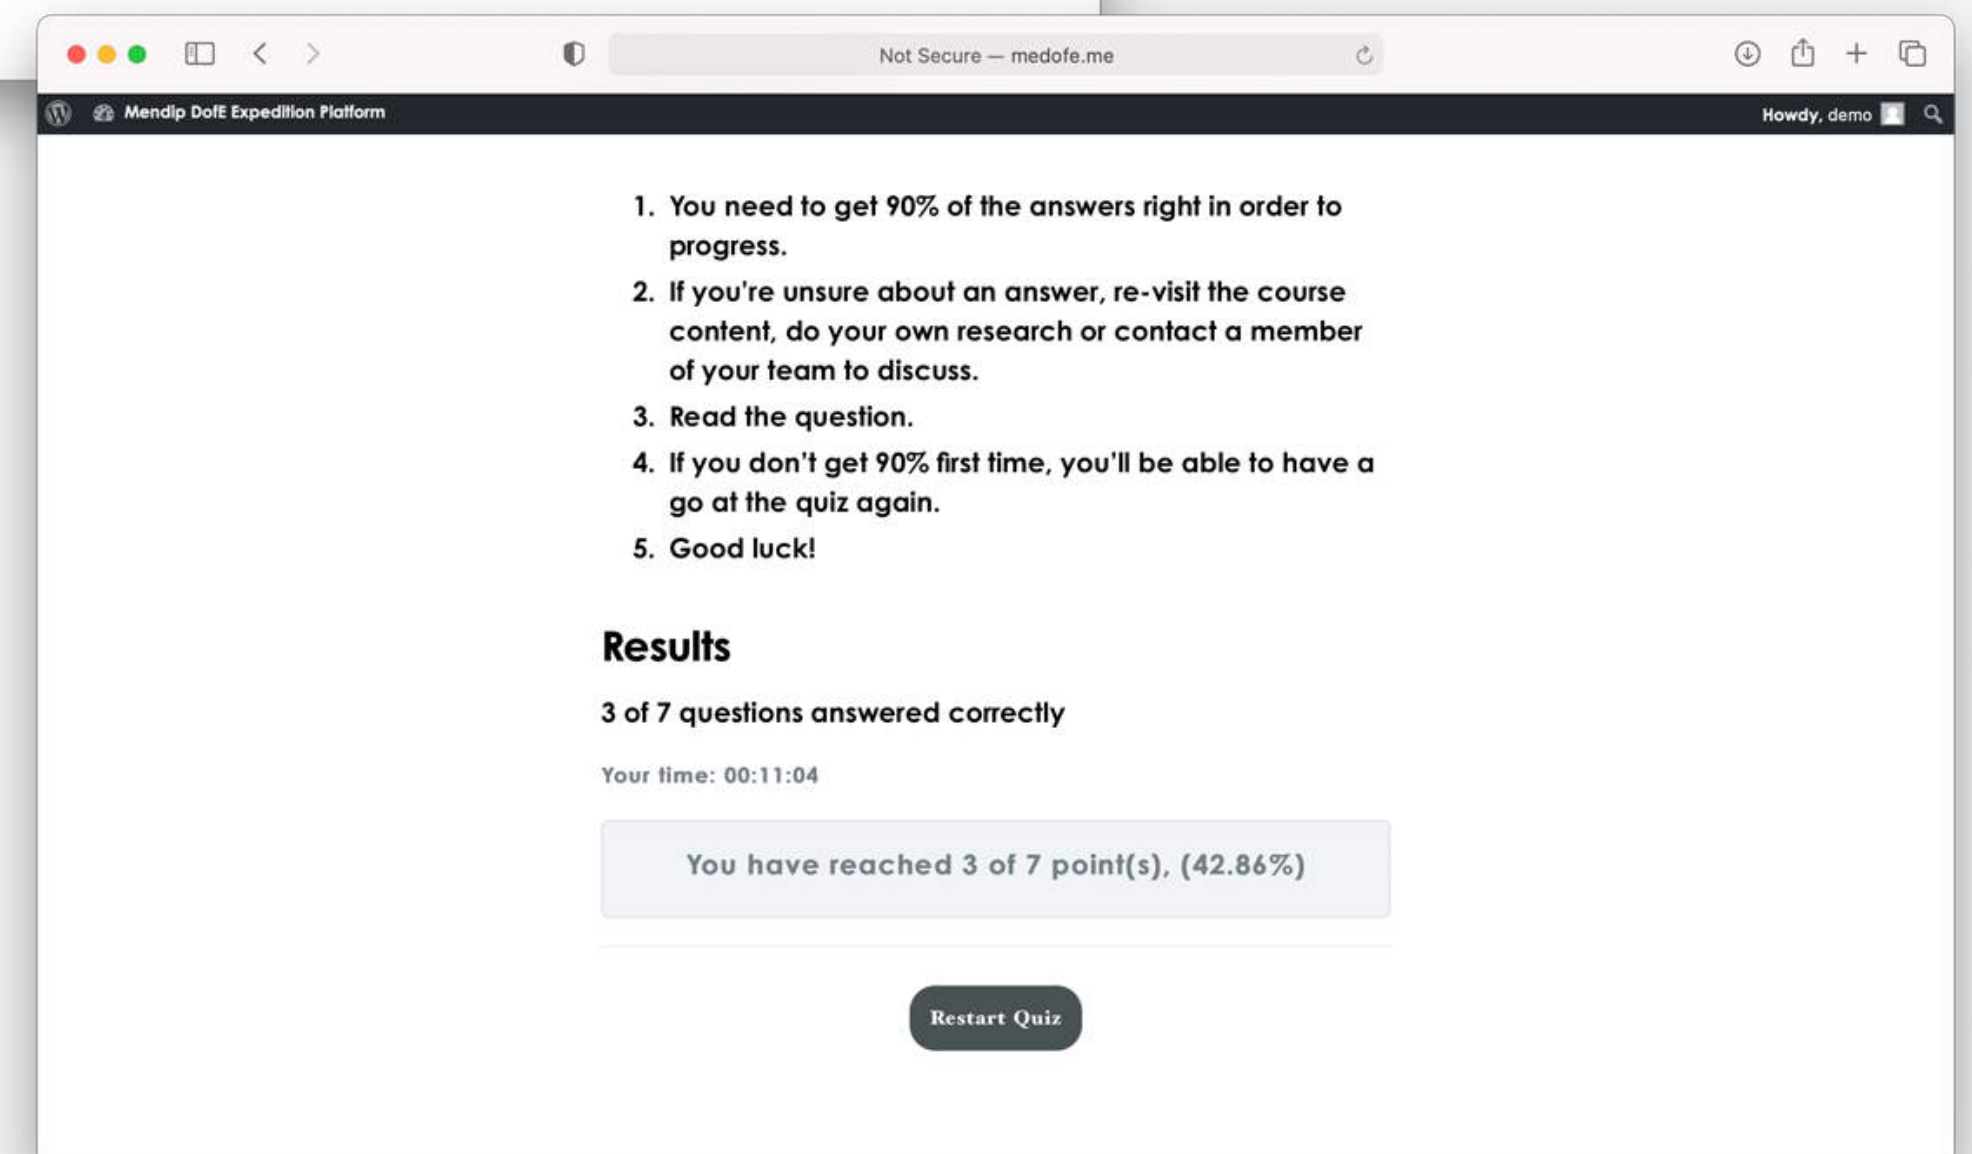 Not Secure — medofe.me
Mendip DofE Expedition Platform
Howdy, demo
1. You need to get 90% of the answers right in order to
progress.
2. If you're unsure about an answer, re-visit the course
content, do your own research or contact a member
of your team to discuss.
3. Read the question.
4. If you don't get 90% first time, you'll be able to have a
go at the quiz again.
5. Good luck!
Results
3 of 7 questions answered correctly
Your time: 00:11:04
You have reached 3 of 7 point(s), (42.86%)
Restart Quiz